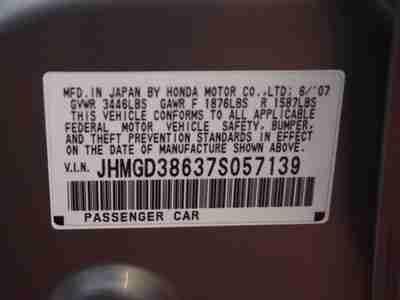 MFD.IN JAPAN BY HONDA MOTOR CO.,LTD; 6/'07
GVWR 3446LBS GAWR F 1876LBS R 1587LBS
THIS VEHICLE CONFORMS TO ALL APPLICABLE
FEDERAL MOTOR VEHICLE SAFETY, BUMPER,
AND THEFT PREVENTION STANDARDS IN EFFECT
ON THE DATE OF MANUFACTURE SHOWN ABOVE.
V.I.N. JHMGD38637S057139
PASSENGER CAR